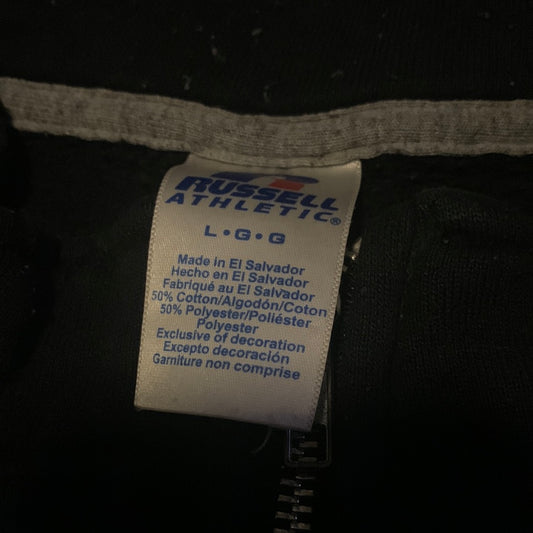 RUSSELL
ATHLETIC®
L•G•G
Made in El Salvador
Hecho en El Salvador
Fabriqué au El Salvador
50% Cotton/Algodón/Coton
50% Polyester/Poliéster
Polyester
Exclusive of decoration
Excepto decoración
Garniture non comprise